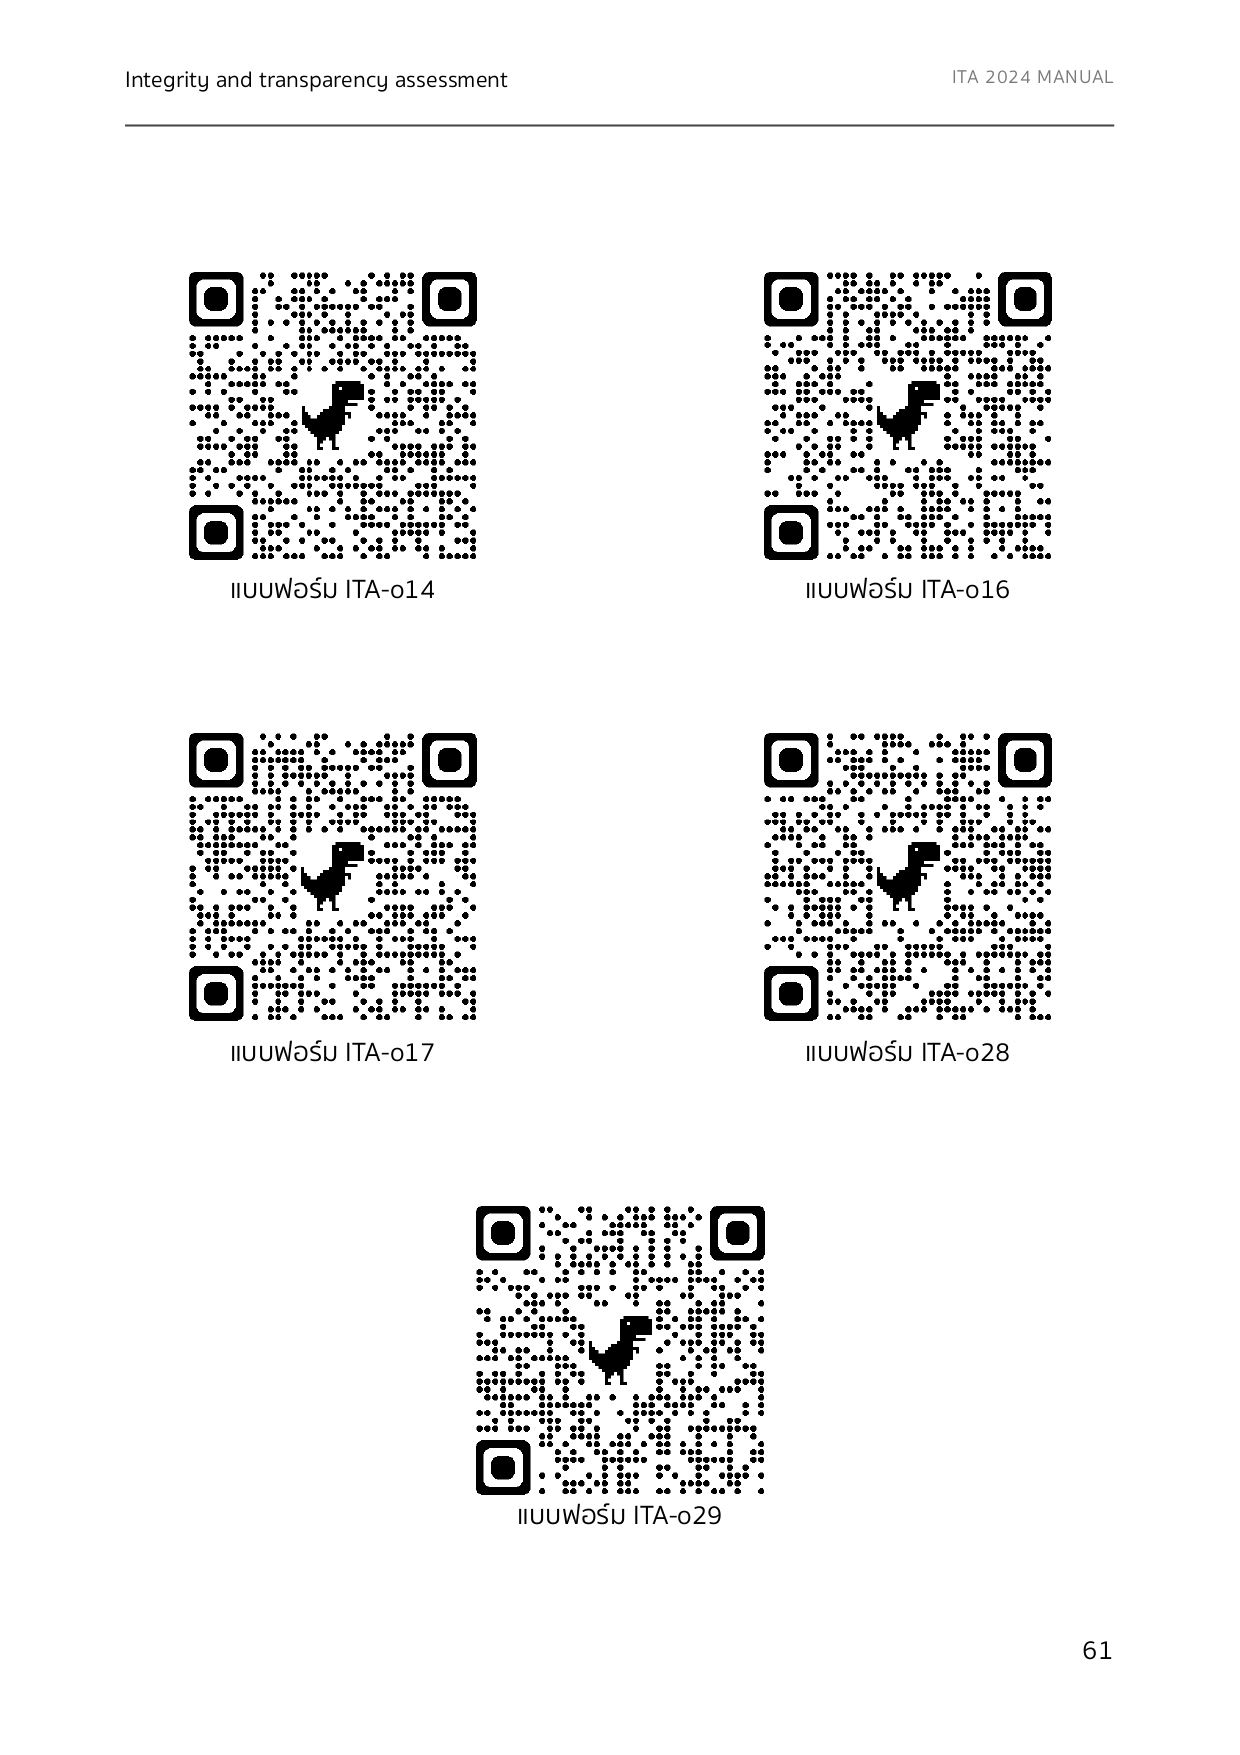 Integrity and transparency assessment
ITA 2024 MANUAL
แบบฟอร์ม ITA-o14
แบบฟอร์ม ITA-o16
แบบฟอร์ม ITA-o17
แบบฟอร์ม ITA-o28
แบบฟอร์ม ITA-o29
61